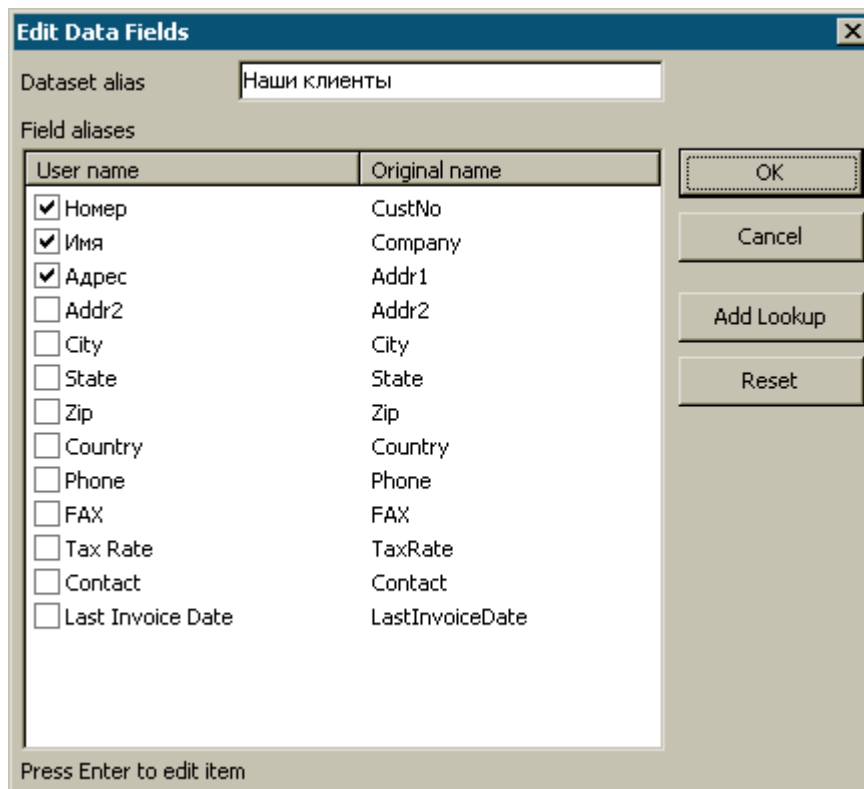 Edit Data Fields
Dataset alias Наши клиенты
Field aliases
User name Original name
Номер CustNo
Имя Company
Адрес Addr1
Addr2 Addr2
City City
State State
Zip Zip
Country Country
Phone Phone
FAX FAX
Tax Rate TaxRate
Contact Contact
Last Invoice Date LastInvoiceDate
OK
Cancel
Add Lookup
Reset
Press Enter to edit item